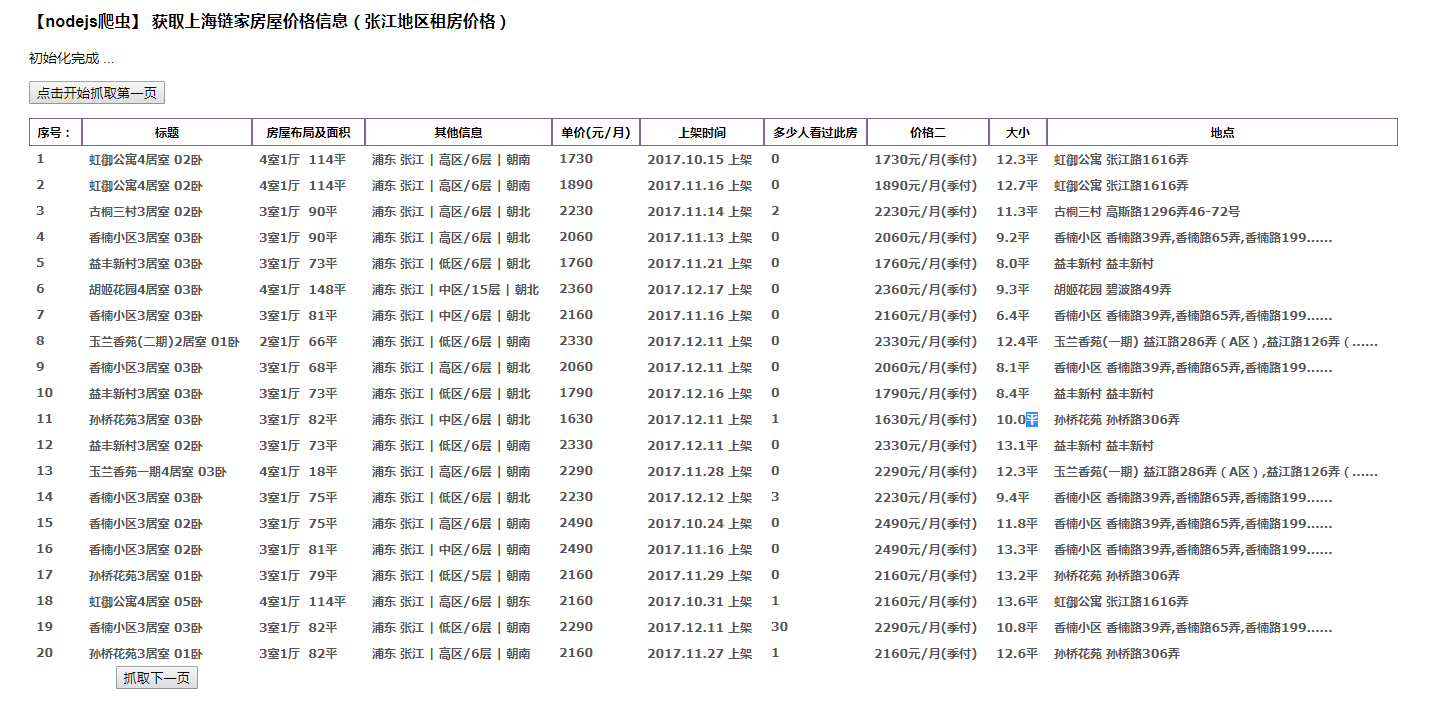 【nodejs爬虫】 获取上海链家房屋价格信息（张江地区租房价格）
初始化完成 ...
点击开始抓取第一页
序号： 标题 房屋布局及面积 其他信息 单价(元/月) 上架时间 多少人看过此房 价格二 大小 地点
1 虹御公寓4居室 02卧 4室1厅 114平 浦东 张江 | 高区/6层 | 朝南 1730 2017.10.15 上架 0 1730元/月(季付) 12.3平 虹御公寓 张江路1616弄
2 虹御公寓4居室 02卧 4室1厅 114平 浦东 张江 | 高区/6层 | 朝南 1890 2017.11.16 上架 0 1890元/月(季付) 12.7平 虹御公寓 张江路1616弄
3 古桐三村3居室 02卧 3室1厅 90平 浦东 张江 | 高区/6层 | 朝北 2230 2017.11.14 上架 2 2230元/月(季付) 11.3平 古桐三村 高斯路1296弄46-72号
4 香楠小区3居室 03卧 3室1厅 90平 浦东 张江 | 高区/6层 | 朝北 2060 2017.11.13 上架 0 2060元/月(季付) 9.2平 香楠小区 香楠路39弄,香楠路65弄,香楠路199......
5 益丰新村3居室 03卧 3室1厅 73平 浦东 张江 | 低区/6层 | 朝北 1760 2017.11.21 上架 0 1760元/月(季付) 8.0平 益丰新村 益丰新村
6 胡姬花园4居室 03卧 4室1厅 148平 浦东 张江 | 中区/15层 | 朝北 2360 2017.12.17 上架 0 2360元/月(季付) 9.3平 胡姬花园 碧波路49弄
7 香楠小区3居室 03卧 3室1厅 81平 浦东 张江 | 中区/6层 | 朝北 2160 2017.11.16 上架 0 2160元/月(季付) 6.4平 香楠小区 香楠路39弄,香楠路65弄,香楠路199......
8 玉兰香苑(二期)2居室 01卧 2室1厅 66平 浦东 张江 | 低区/6层 | 朝南 2330 2017.12.11 上架 0 2330元/月(季付) 12.4平 玉兰香苑(一期) 益江路286弄（A区）,益江路126弄（......
9 香楠小区3居室 03卧 3室1厅 68平 浦东 张江 | 高区/6层 | 朝北 2060 2017.12.11 上架 0 2060元/月(季付) 8.1平 香楠小区 香楠路39弄,香楠路65弄,香楠路199......
10 益丰新村3居室 03卧 3室1厅 73平 浦东 张江 | 低区/6层 | 朝北 1790 2017.12.16 上架 0 1790元/月(季付) 8.4平 益丰新村 益丰新村
11 孙桥花苑3居室 03卧 3室1厅 82平 浦东 张江 | 中区/6层 | 朝北 1630 2017.12.11 上架 1 1630元/月(季付) 10.0平 孙桥花苑 孙桥路306弄
12 益丰新村3居室 02卧 3室1厅 73平 浦东 张江 | 低区/6层 | 朝南 2330 2017.12.11 上架 0 2330元/月(季付) 13.1平 益丰新村 益丰新村
13 玉兰香苑一期4居室 03卧 4室1厅 18平 浦东 张江 | 高区/6层 | 朝南 2290 2017.11.28 上架 0 2290元/月(季付) 12.3平 玉兰香苑(一期) 益江路286弄（A区）,益江路126弄（......
14 香楠小区3居室 03卧 3室1厅 75平 浦东 张江 | 低区/6层 | 朝北 2230 2017.12.12 上架 3 2230元/月(季付) 9.4平 香楠小区 香楠路39弄,香楠路65弄,香楠路199......
15 香楠小区3居室 02卧 3室1厅 75平 浦东 张江 | 高区/6层 | 朝南 2490 2017.10.24 上架 0 2490元/月(季付) 11.8平 香楠小区 香楠路39弄,香楠路65弄,香楠路199......
16 香楠小区3居室 02卧 3室1厅 81平 浦东 张江 | 中区/6层 | 朝南 2490 2017.11.16 上架 0 2490元/月(季付) 13.3平 香楠小区 香楠路39弄,香楠路65弄,香楠路199......
17 孙桥花苑3居室 01卧 3室1厅 79平 浦东 张江 | 低区/5层 | 朝南 2160 2017.11.29 上架 0 2160元/月(季付) 13.2平 孙桥花苑 孙桥路306弄
18 虹御公寓4居室 05卧 4室1厅 114平 浦东 张江 | 高区/6层 | 朝东 2160 2017.10.31 上架 1 2160元/月(季付) 13.6平 虹御公寓 张江路1616弄
19 香楠小区3居室 03卧 3室1厅 82平 浦东 张江 | 低区/6层 | 朝南 2290 2017.12.11 上架 30 2290元/月(季付) 10.8平 香楠小区 香楠路39弄,香楠路65弄,香楠路199......
20 孙桥花苑3居室 01卧 3室1厅 82平 浦东 张江 | 高区/6层 | 朝南 2160 2017.11.27 上架 1 2160元/月(季付) 12.6平 孙桥花苑 孙桥路306弄
抓取下一页